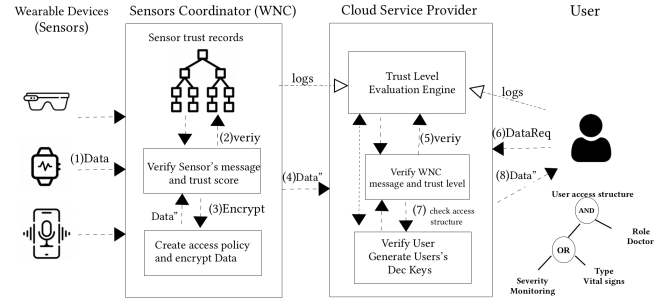 Wearable Devices
(Sensors)
Sensors Coordinator (WNC)
Cloud Service Provider
User
Sensor trust records
logs
Trust Level
Evaluation Engine
logs
(2)veriy
(5)veriy
(6)DataReq
(1)Data
Verify Sensor's message
and trust score
(4)Data"
Verify WNC
message and trust level
(8)Data"
Data"
(3)Encrypt
(7) check access
structure
Create access policy
and encrypt Data
Verify User
Generate Users's
Dec Keys
User access structure
AND
Role
Doctor
OR
Severity
Monitoring
Type
Vital signs